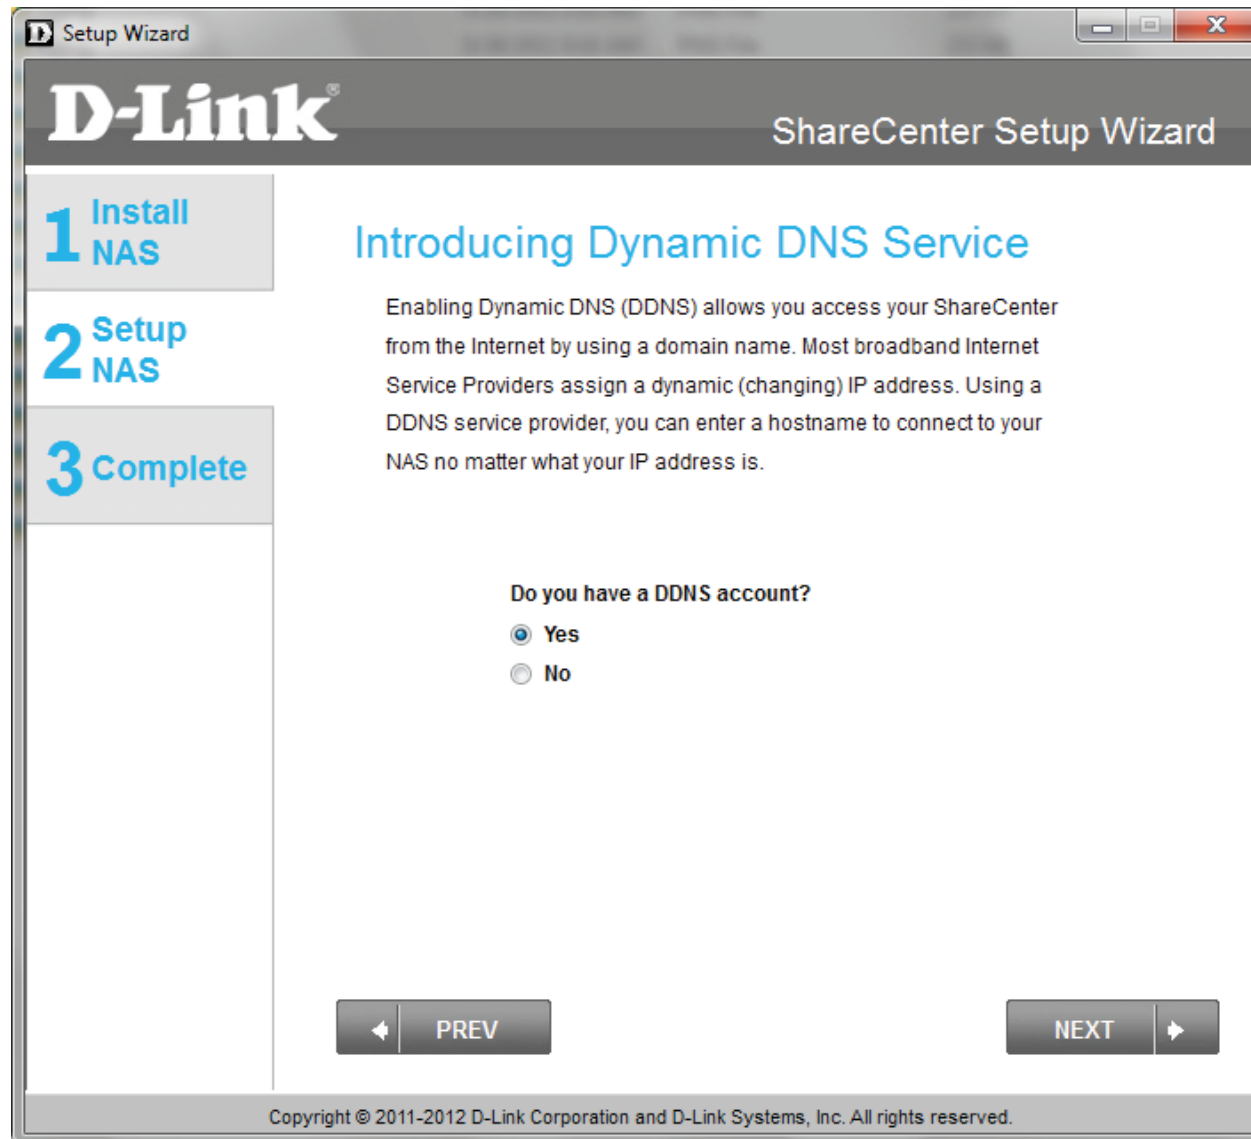 Setup Wizard
D-Link®
ShareCenter Setup Wizard
1 Install
NAS
2 Setup
NAS
3 Complete
Introducing Dynamic DNS Service
Enabling Dynamic DNS (DDNS) allows you access your ShareCenter
from the Internet by using a domain name. Most broadband Internet
Service Providers assign a dynamic (changing) IP address. Using a
DDNS service provider, you can enter a hostname to connect to your
NAS no matter what your IP address is.
Do you have a DDNS account?
Yes
No
PREV
NEXT
Copyright © 2011-2012 D-Link Corporation and D-Link Systems, Inc. All rights reserved.